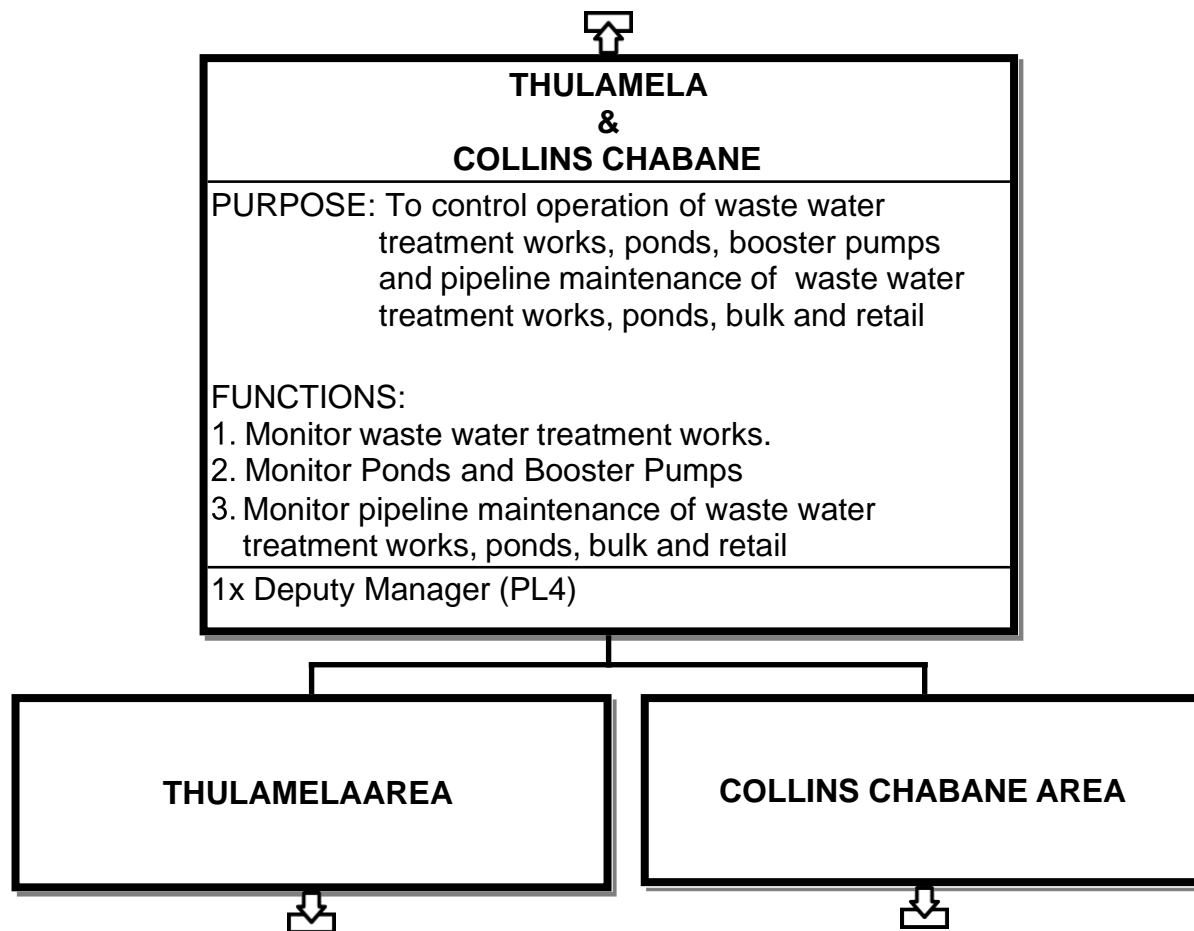 THULAMELA
&
COLLINS CHABANE
PURPOSE: To control operation of waste water
treatment works, ponds, booster pumps
and pipeline maintenance of waste water
treatment works, ponds, bulk and retail
FUNCTIONS:
1. Monitor waste water treatment works.
2. Monitor Ponds and Booster Pumps
3. Monitor pipeline maintenance of waste water
treatment works, ponds, bulk and retail
1x Deputy Manager (PL4)
THULAMELAAREA
COLLINS CHABANE AREA